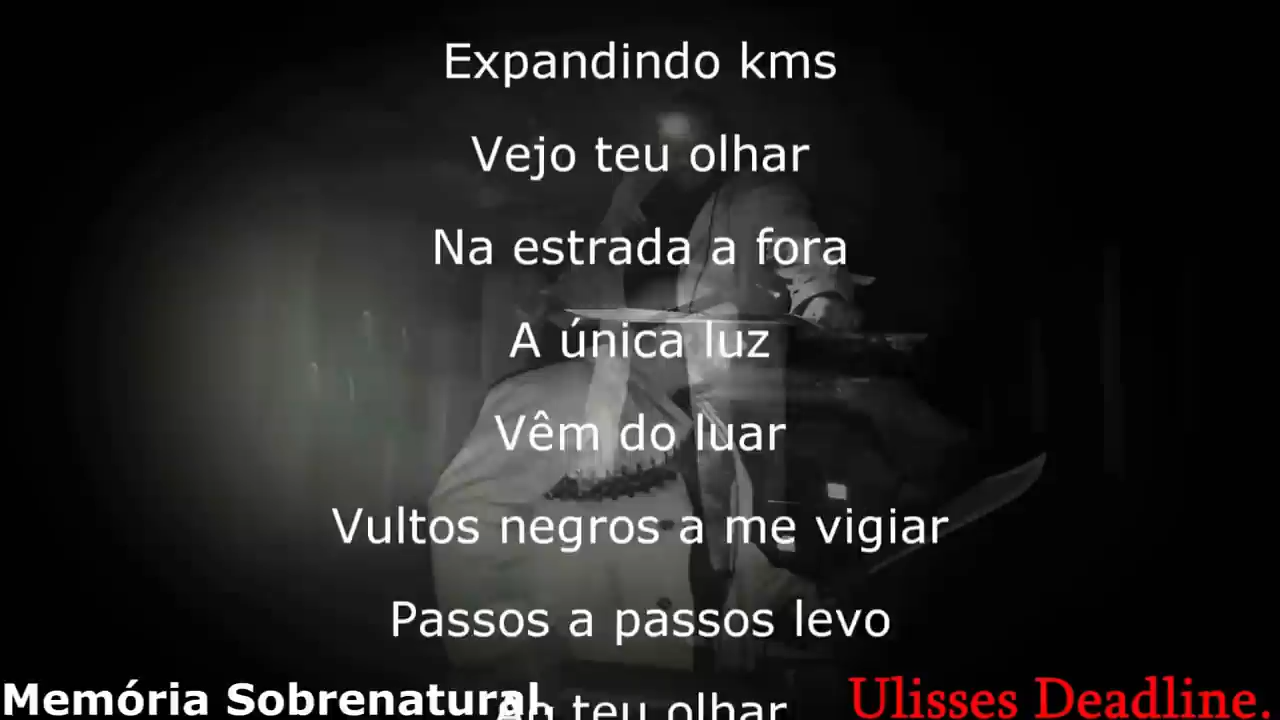 Expandindo kms
Vejo teu olhar
Na estrada a fora
A única luz
Vêm do luar
Vultos negros a me vigiar
Passos a passos levo
Ao teu olhar
Memória Sobrenatural.
Ulisses Deadline.